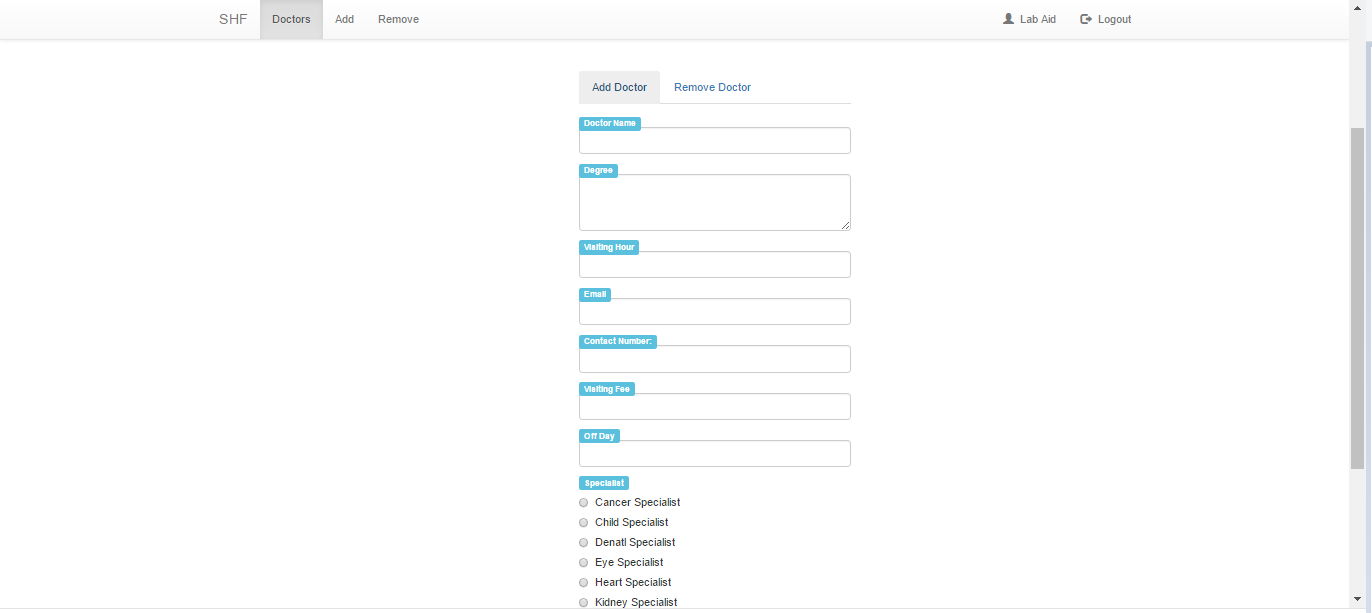 SHF Doctors Add Remove Lab Aid Logout
Add Doctor Remove Doctor
Doctor Name
Degree
Visiting Hour
Email
Contact Number:
Visiting Fee
Off Day
Specialist
Cancer Specialist
Child Specialist
Denatl Specialist
Eye Specialist
Heart Specialist
Kidney Specialist